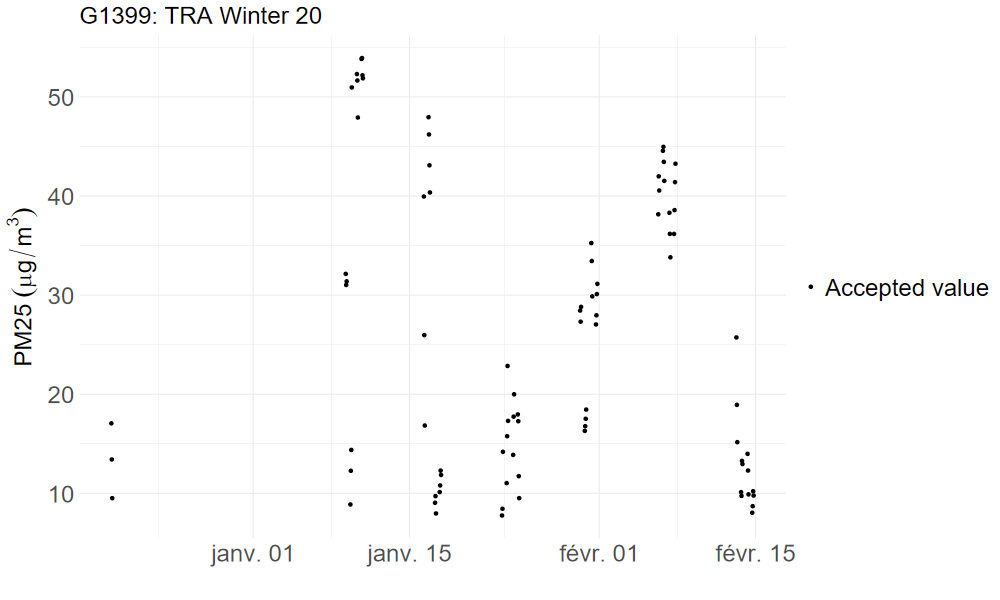 G1399: TRA Winter 20
PM25 (μg/m³)
50
40
30
20
10
janv. 01
janv. 15
févr. 01
févr. 15
Accepted value